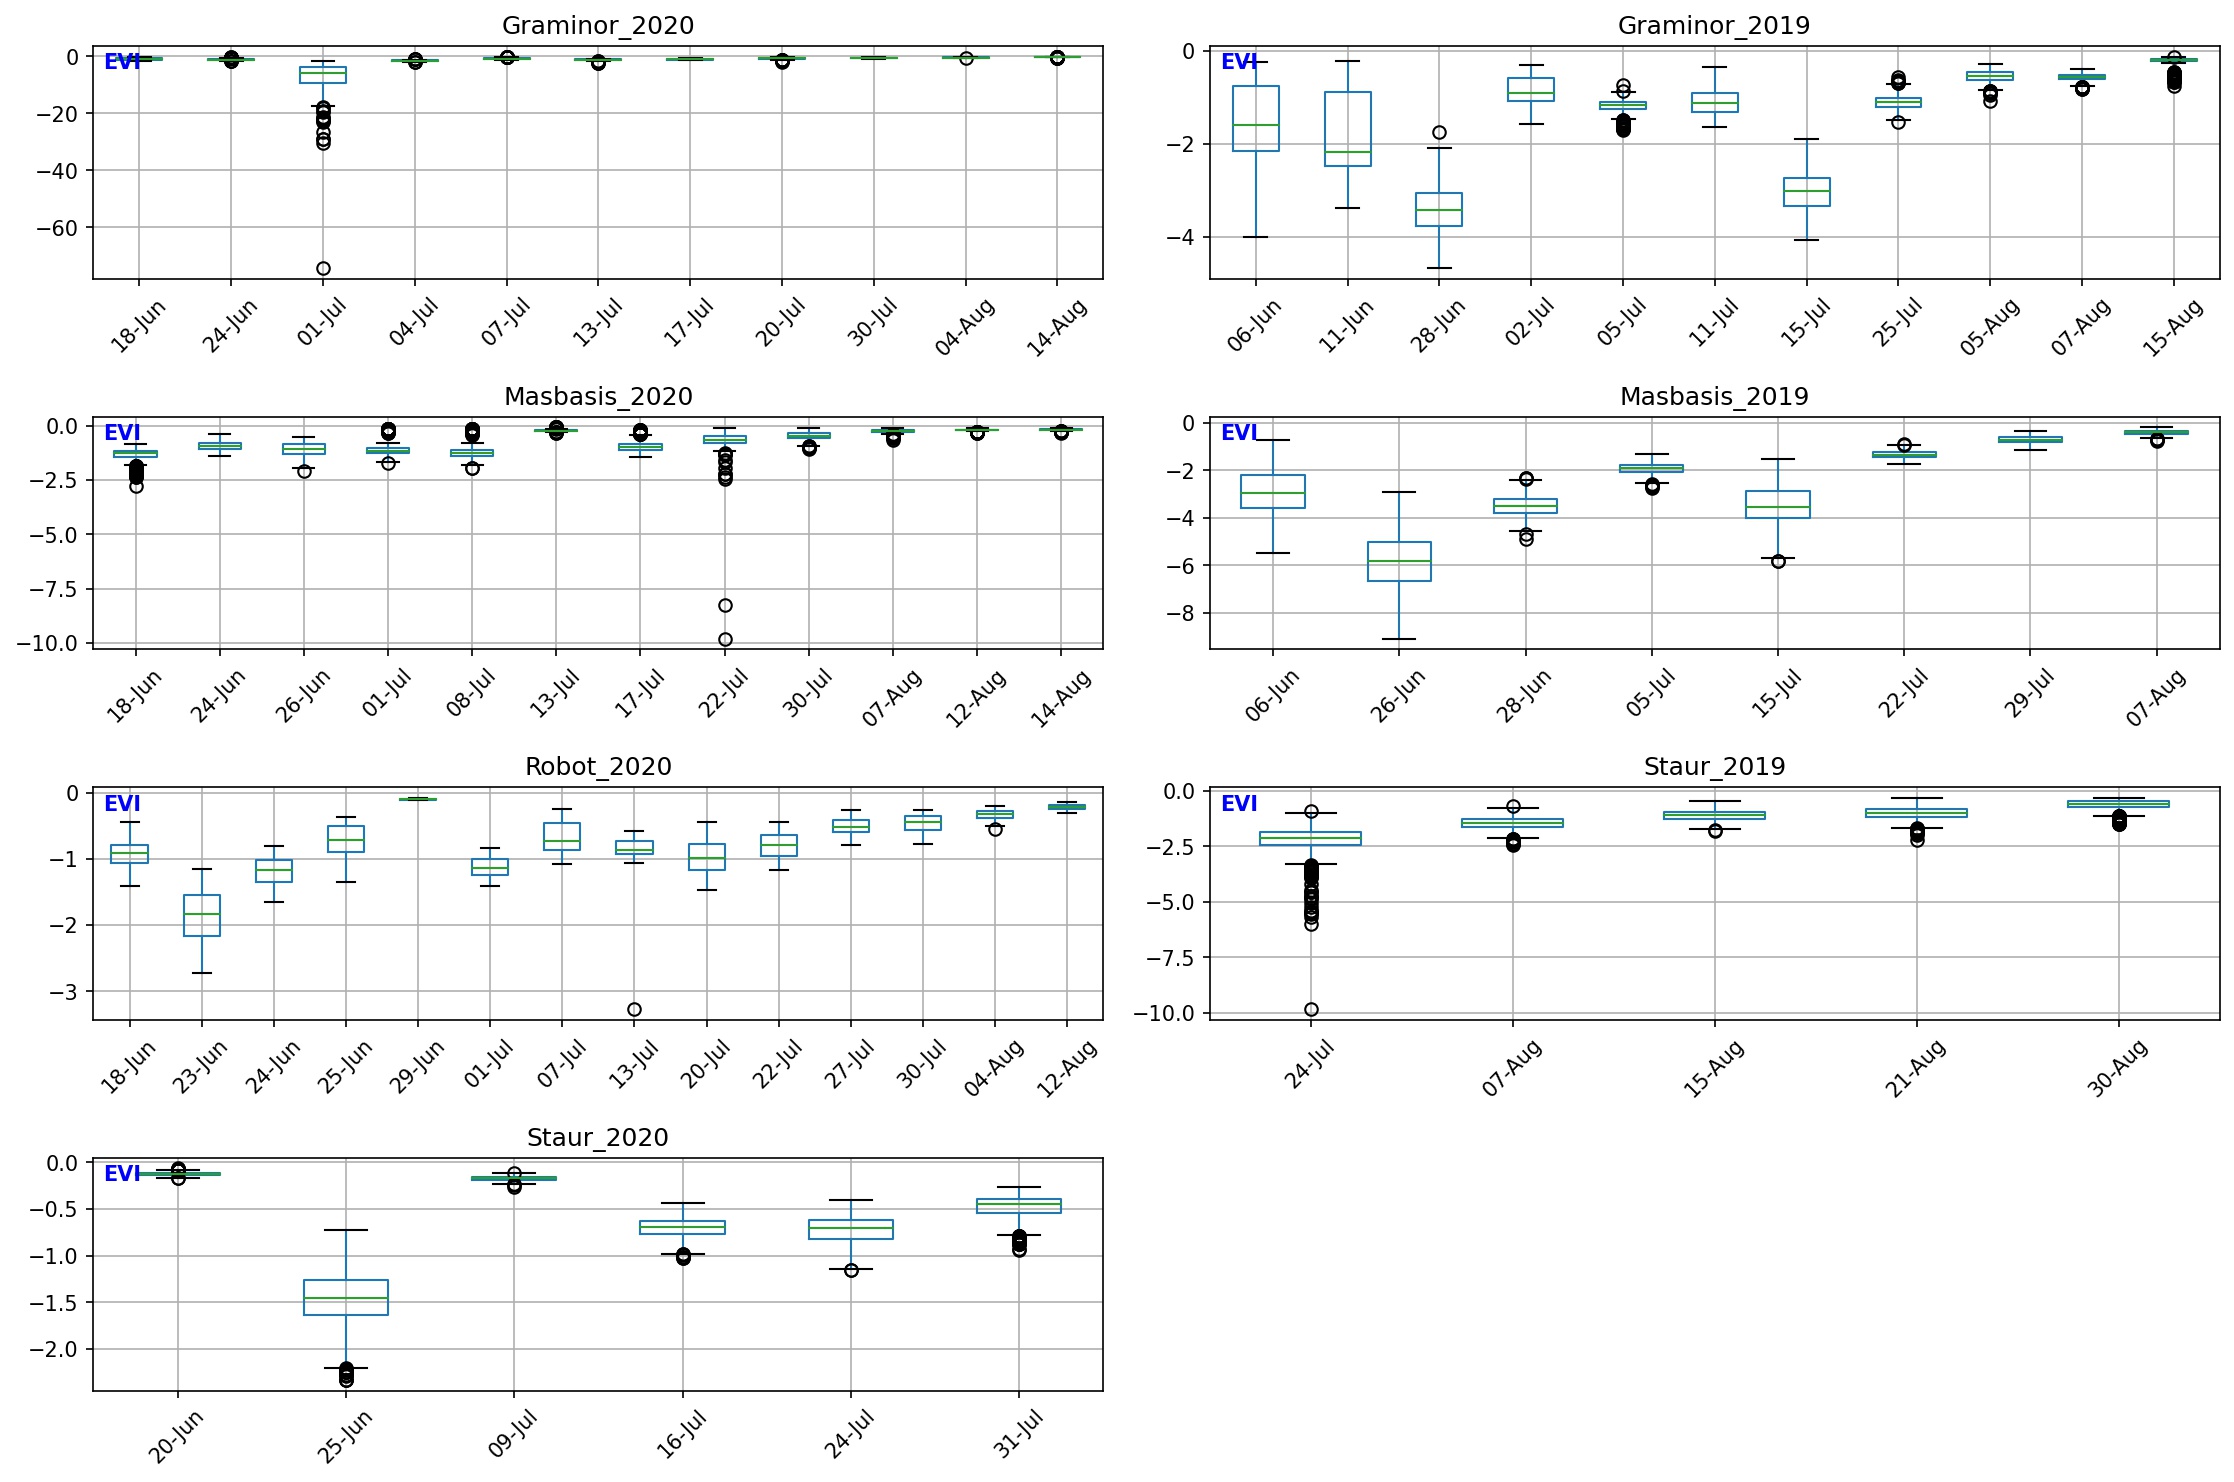 Graminor_2020
EVI
0
−20
−40
−60
18-Jun 24-Jun 01-Jul 04-Jul 07-Jul 13-Jul 17-Jul 20-Jul 30-Jul 04-Aug 14-Aug
Graminor_2019
EVI
0
−2
−4
06-Jun 11-Jun 28-Jun 02-Jul 05-Jul 11-Jul 15-Jul 25-Jul 05-Aug 07-Aug 15-Aug
Masbasis_2020
EVI
0.0
−2.5
−5.0
−7.5
−10.0
18-Jun 24-Jun 26-Jun 01-Jul 08-Jul 13-Jul 17-Jul 22-Jul 30-Jul 07-Aug 12-Aug 14-Aug
Masbasis_2019
EVI
0
−2
−4
−6
−8
06-Jun 26-Jun 28-Jun 05-Jul 15-Jul 22-Jul 29-Jul 07-Aug
Robot_2020
EVI
0
−1
−2
−3
18-Jun 23-Jun 24-Jun 25-Jun 29-Jun 01-Jul 07-Jul 13-Jul 20-Jul 22-Jul 27-Jul 30-Jul 04-Aug 12-Aug
Staur_2019
EVI
0.0
−2.5
−5.0
−7.5
−10.0
24-Jul 07-Aug 15-Aug 21-Aug 30-Aug
Staur_2020
EVI
0.0
−0.5
−1.0
−1.5
−2.0
20-Jun 25-Jun 09-Jul 16-Jul 24-Jul 31-Jul